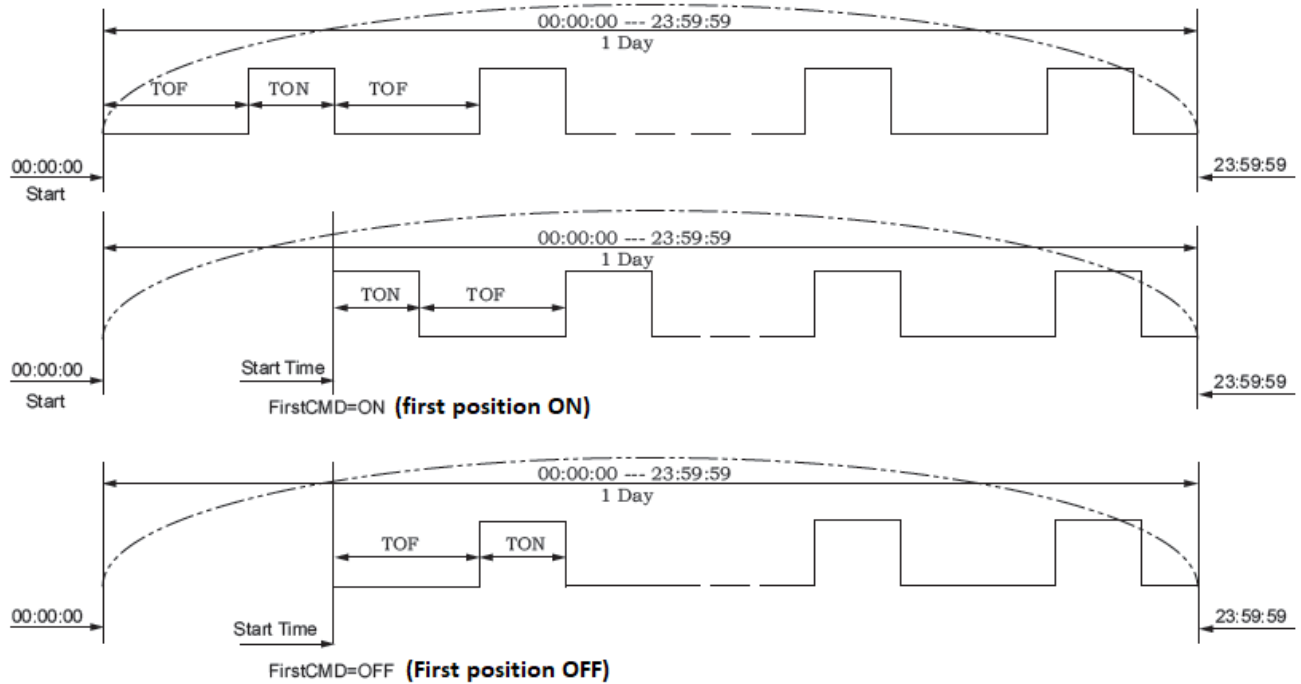 00:00:00 --- 23:59:59
1 Day
TOF TON TOF
00:00:00 23:59:59
Start
00:00:00 --- 23:59:59
1 Day
TON TOF
Start Time
00:00:00 23:59:59
Start
FirstCMD=ON (first position ON)
00:00:00 --- 23:59:59
1 Day
TOF TON
00:00:00 23:59:59
Start Time
FirstCMD=OFF (First position OFF)